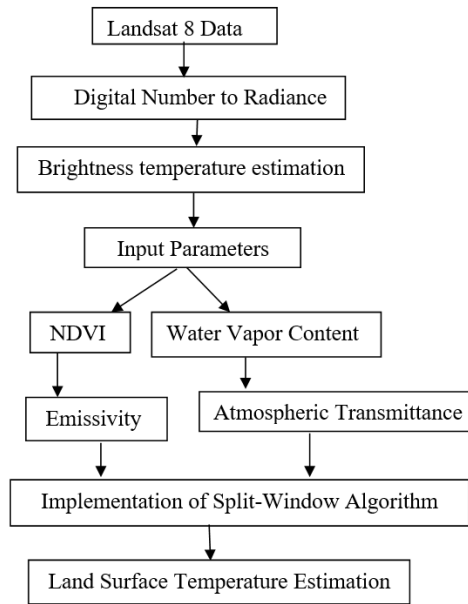 Landsat 8 Data
Digital Number to Radiance
Brightness temperature estimation
Input Parameters
NDVI
Water Vapor Content
Emissivity
Atmospheric Transmittance
Implementation of Split-Window Algorithm
Land Surface Temperature Estimation